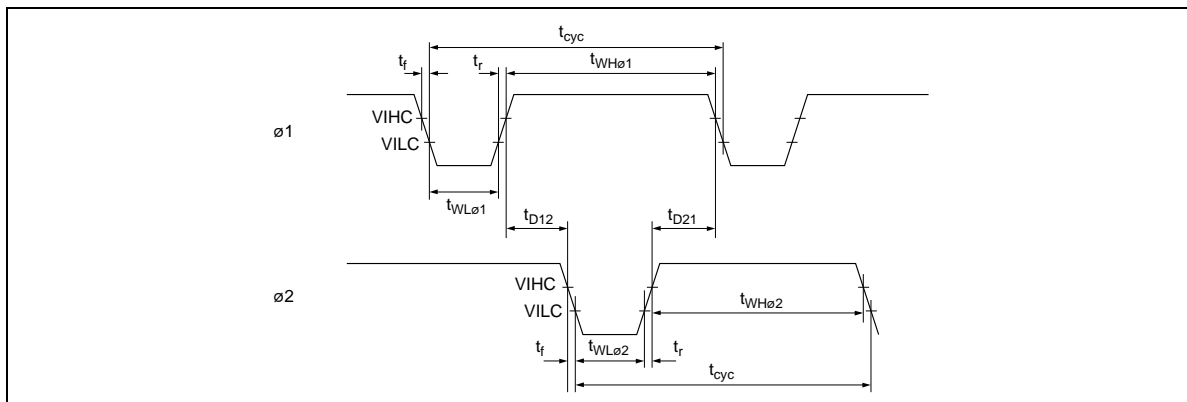 tcyc
tf tr tWHø1
VIHC
ø1
VILC
tWLø1
tD12 tD21
VIHC
ø2
VILC
tWHø2
tf tWLø2 tr
tcyc